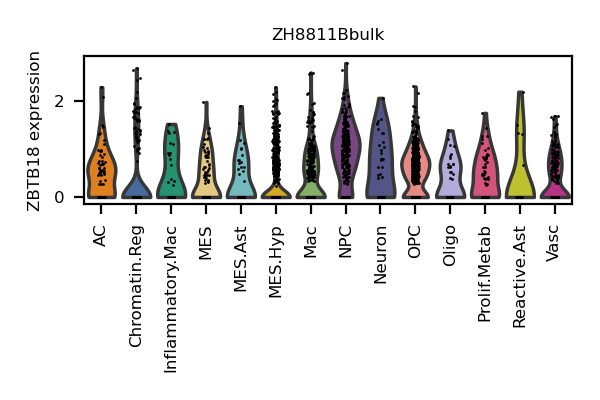 ZH8811Bbulk
ZBTB18 expression
2
0
AC
Chromatin.Reg
Inflammatory.Mac
MES
MES.Ast
MES.Hyp
Mac
NPC
Neuron
OPC
Oligo
Prolif.Metab
Reactive.Ast
Vasc